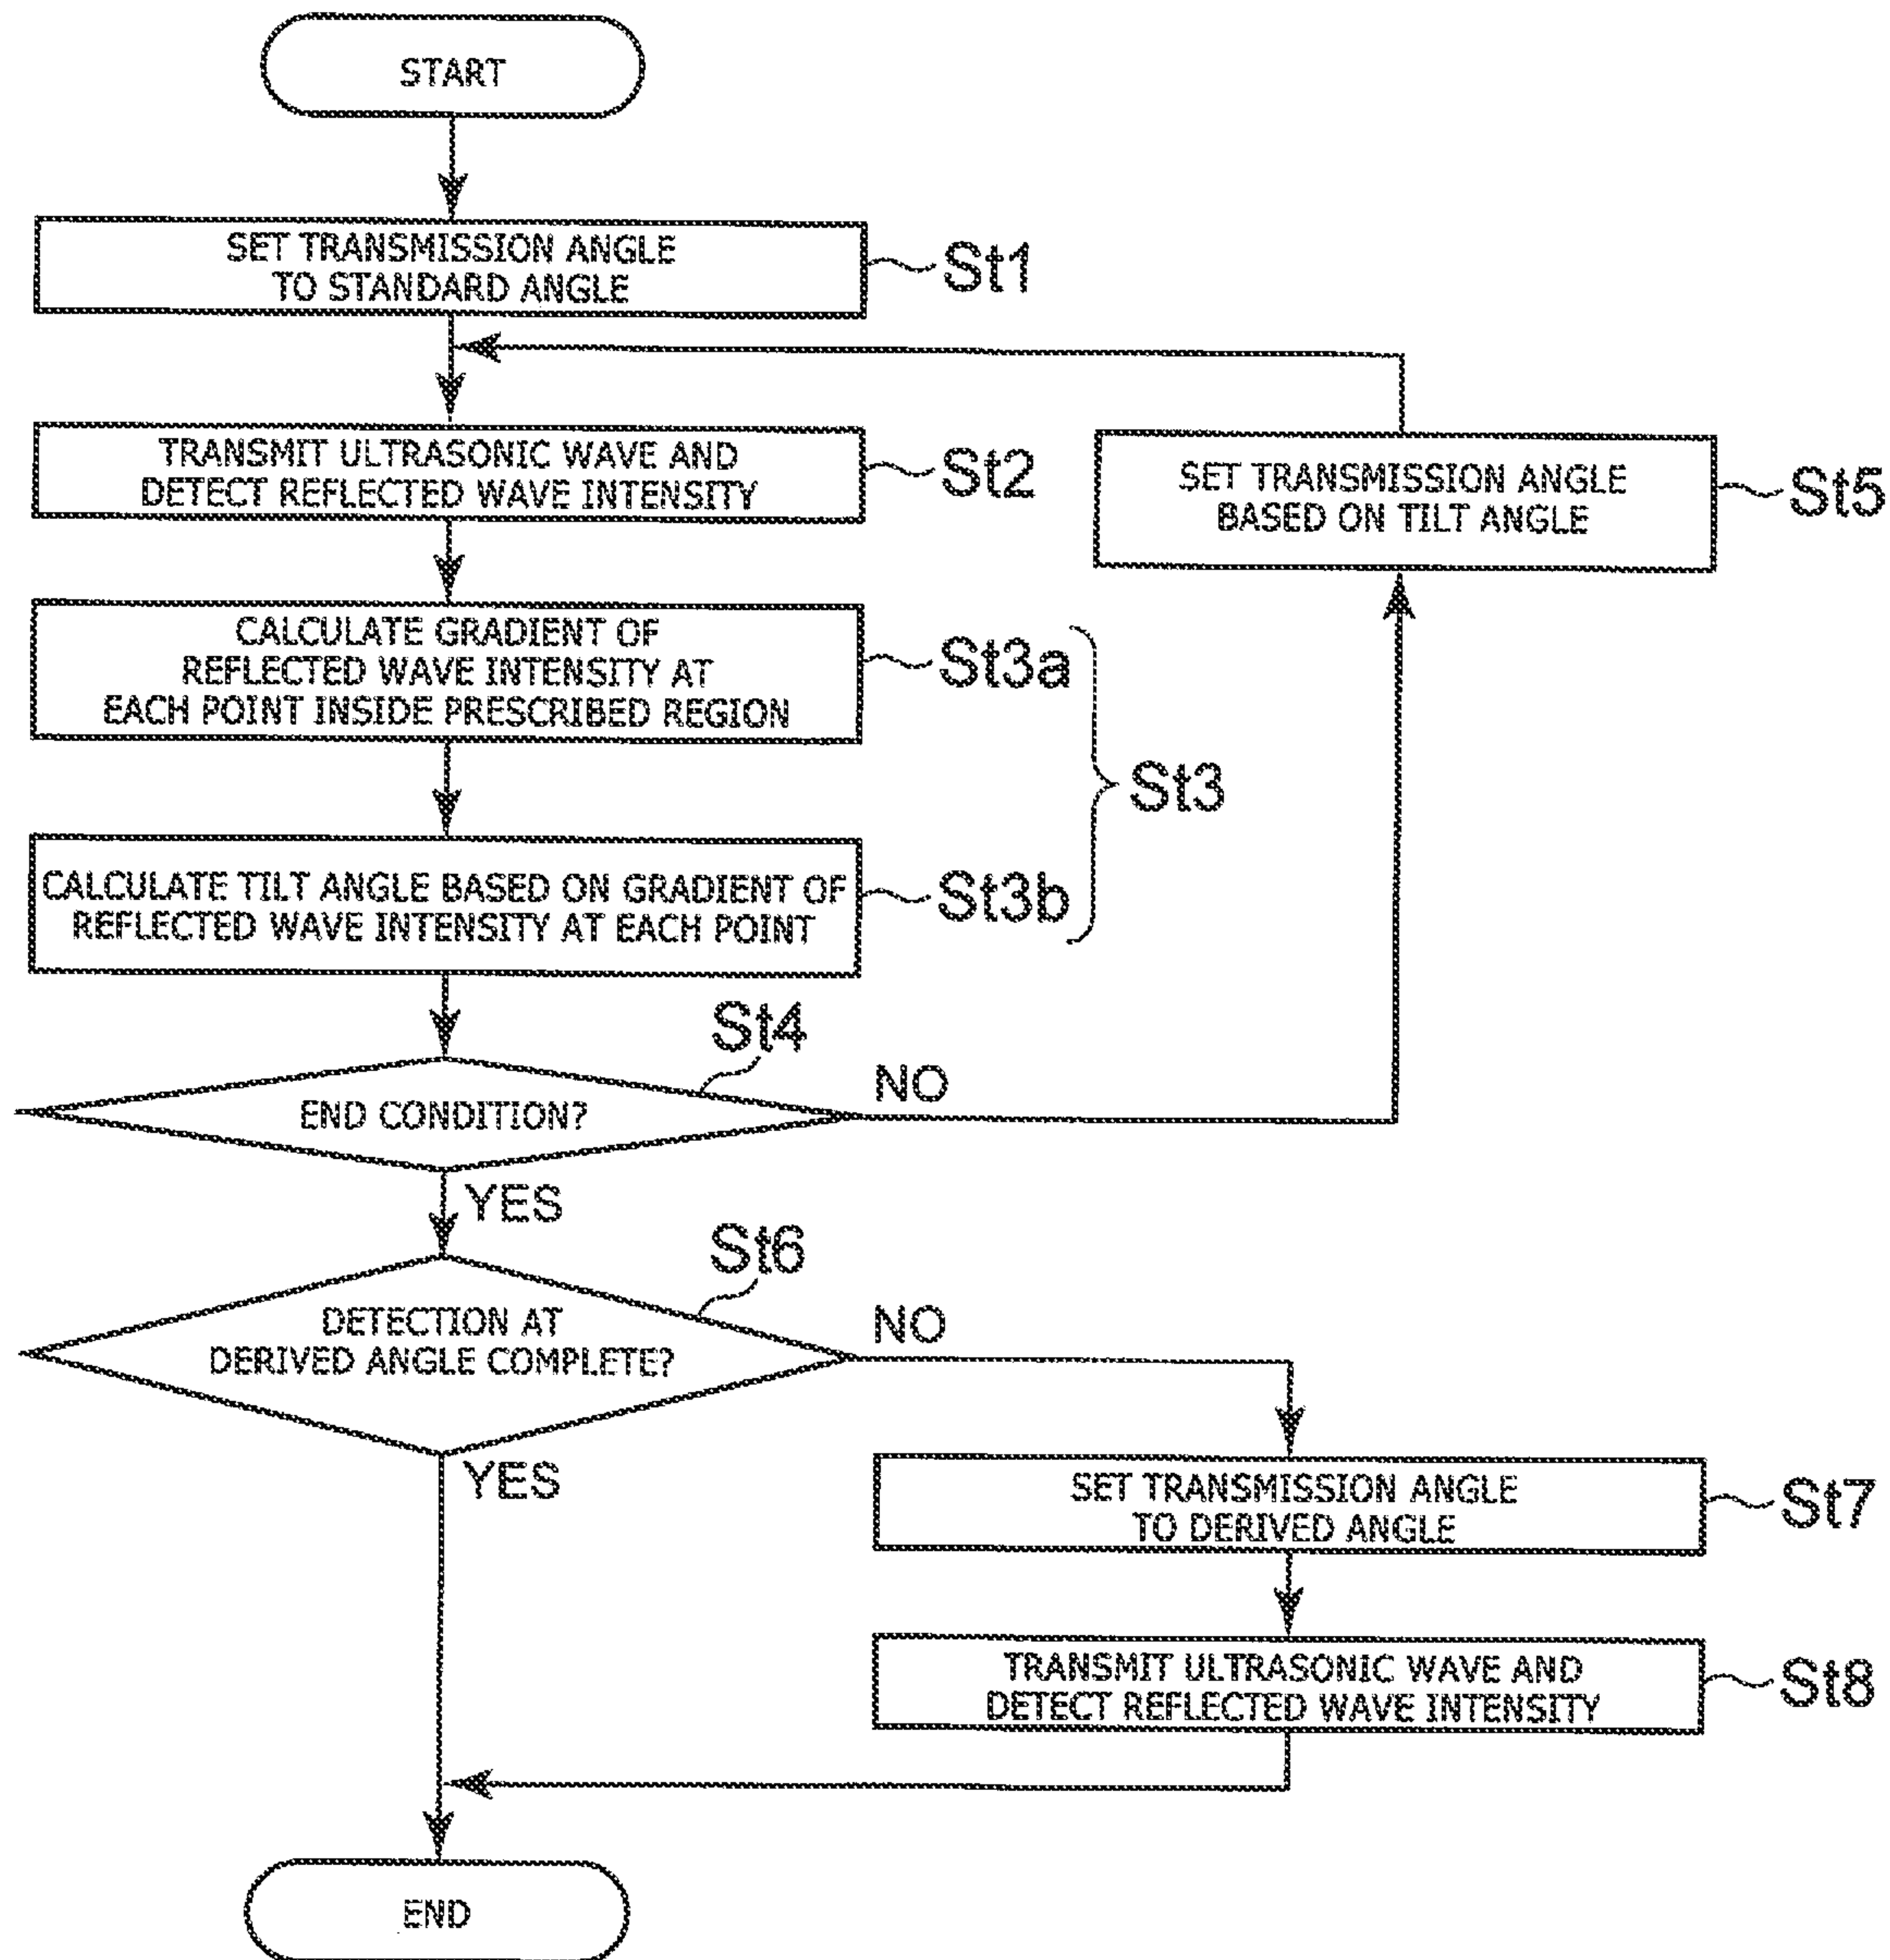 START
SET TRANSMISSION ANGLE
TO STANDARD ANGLE
St1
TRANSMIT ULTRASONIC WAVE AND
DETECT REFLECTED WAVE INTENSITY
St2
SET TRANSMISSION ANGLE
BASED ON TILT ANGLE
St5
CALCULATE GRADIENT OF
REFLECTED WAVE INTENSITY AT
EACH POINT INSIDE PRESCRIBED REGION
St3a
St3
CALCULATE TILT ANGLE BASED ON GRADIENT OF
REFLECTED WAVE INTENSITY AT EACH POINT
St3b
St4
END CONDITION?
NO
YES
St6
DETECTION AT
DERIVED ANGLE COMPLETE?
NO
YES
SET TRANSMISSION ANGLE
TO DERIVED ANGLE
St7
TRANSMIT ULTRASONIC WAVE AND
DETECT REFLECTED WAVE INTENSITY
St8
END